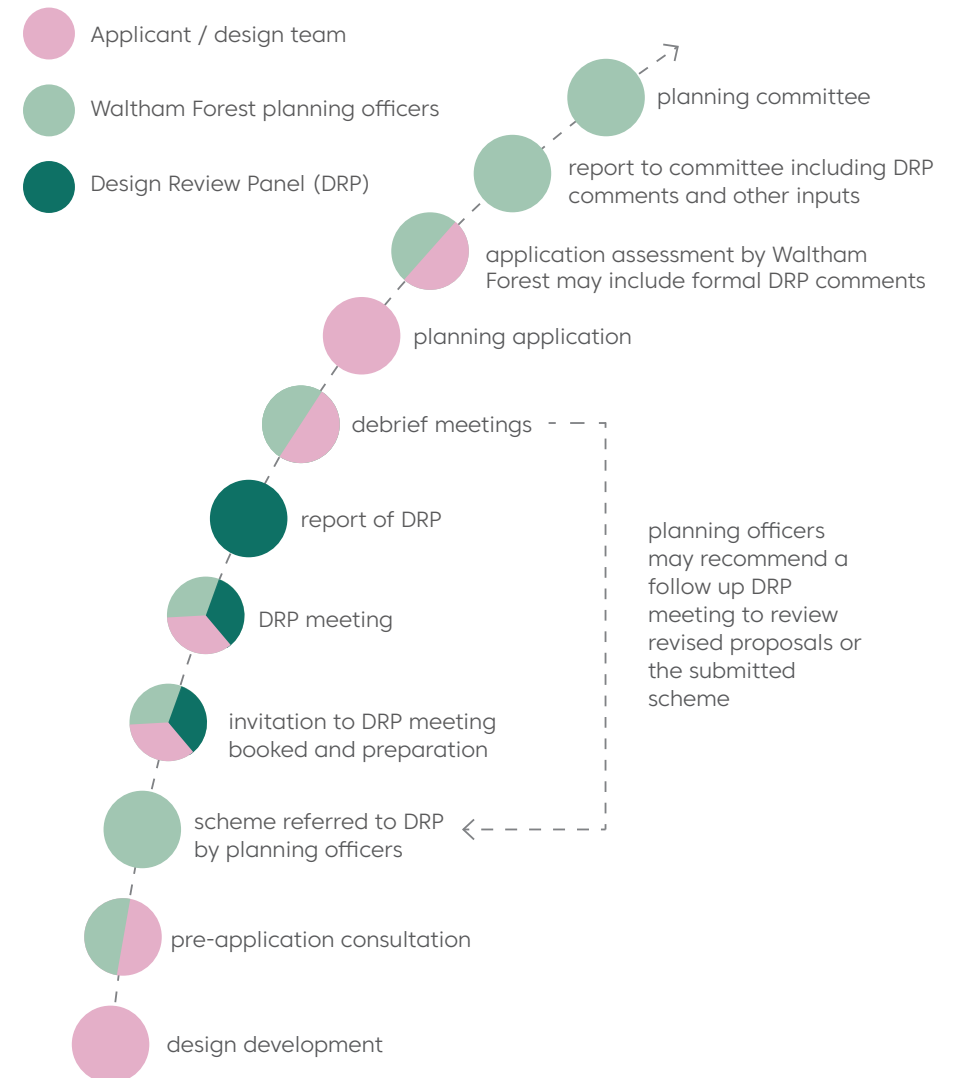 Applicant / design team
Waltham Forest planning officers
Design Review Panel (DRP)
planning committee
report to committee including DRP
comments and other inputs
application assessment by Waltham
Forest may include formal DRP comments
planning application
debrief meetings
report of DRP
planning officers
may recommend a
follow up DRP
meeting to review
revised proposals or
the submitted
scheme
DRP meeting
invitation to DRP meeting
booked and preparation
scheme referred to DRP
by planning officers
pre-application consultation
design development